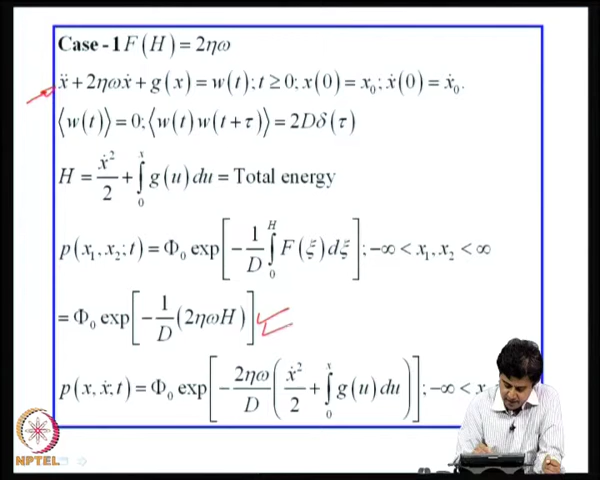 Case-1 F(H) = 2ηω
ẍ + 2ηωẋ + g(x) = w(t); t ≥ 0; x(0) = x₀; ẋ(0) = ẋ₀.
⟨w(t)⟩ = 0; ⟨w(t)w(t+τ)⟩ = 2Dδ(τ)
H = ẋ²/2 + ∫₀ˣ g(u)du = Total energy
p(x₁, x₂; t) = Φ₀ exp[−1/D ∫₀ᴴ F(ξ)dξ]; −∞ < x₁, x₂ < ∞
= Φ₀ exp[−1/D (2ηωH)]
p(x, ẋ; t) = Φ₀ exp[−2ηω/D (ẋ²/2 + ∫₀ˣ g(u)du)]; −∞ < x
NPTEL